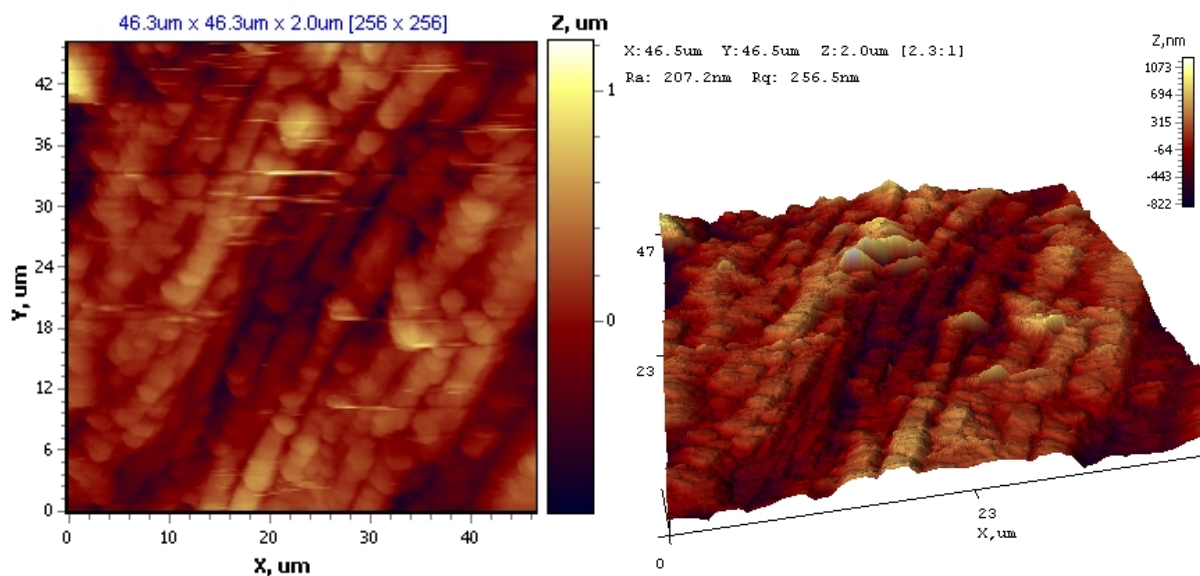 46.3um x 46.3um x 2.0um [256 x 256]
Z, um
1
0
Y, um
42
36
30
24
18
12
6
0
0 10 20 30 40
X, um
X:46.5um Y:46.5um Z:2.0um [2.3:1]
Ra: 207.2nm Rq: 256.5nm
Z,nm
1073
694
315
-64
-443
-822
47
23
0
23
X,um